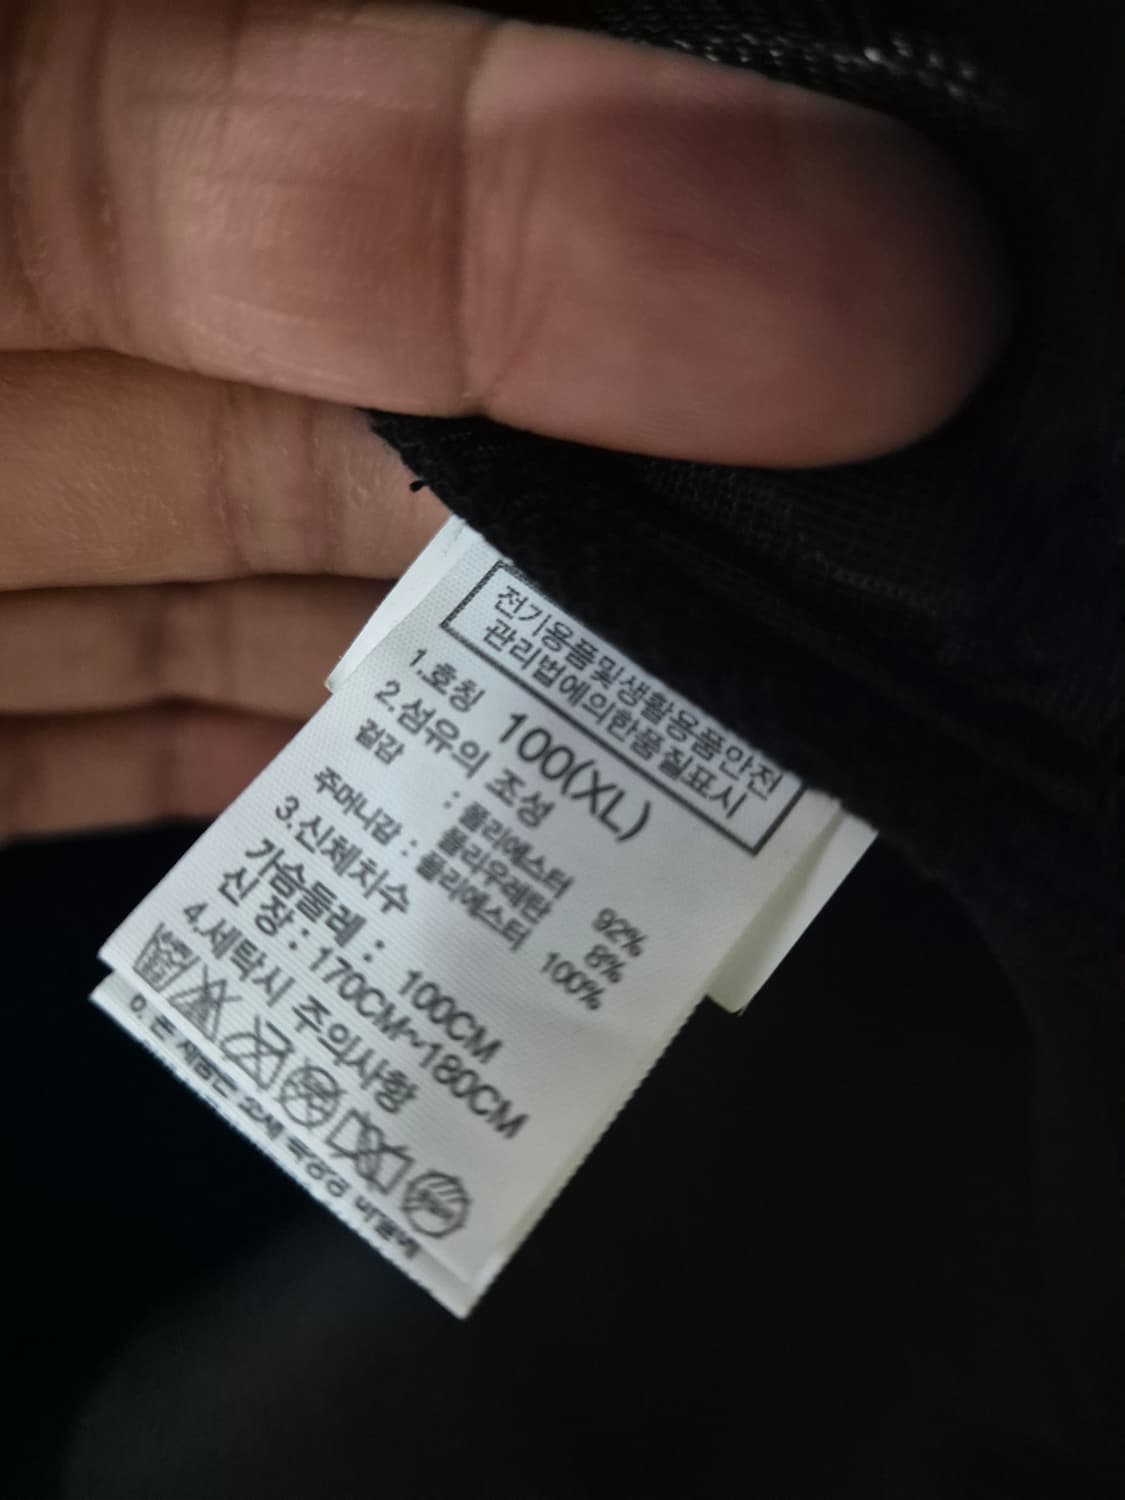 전기용품및생활용품안전
관리법에의한품질표시
1.호칭 100(XL)
2.섬유의 조성
겉감 : 폴리에스터 92%
폴리우레탄 8%
주머니감 : 폴리에스터 100%
3.신체치수
가슴둘레 : 100CM
신 장 : 170CM~180CM
4.세탁시 주의사항